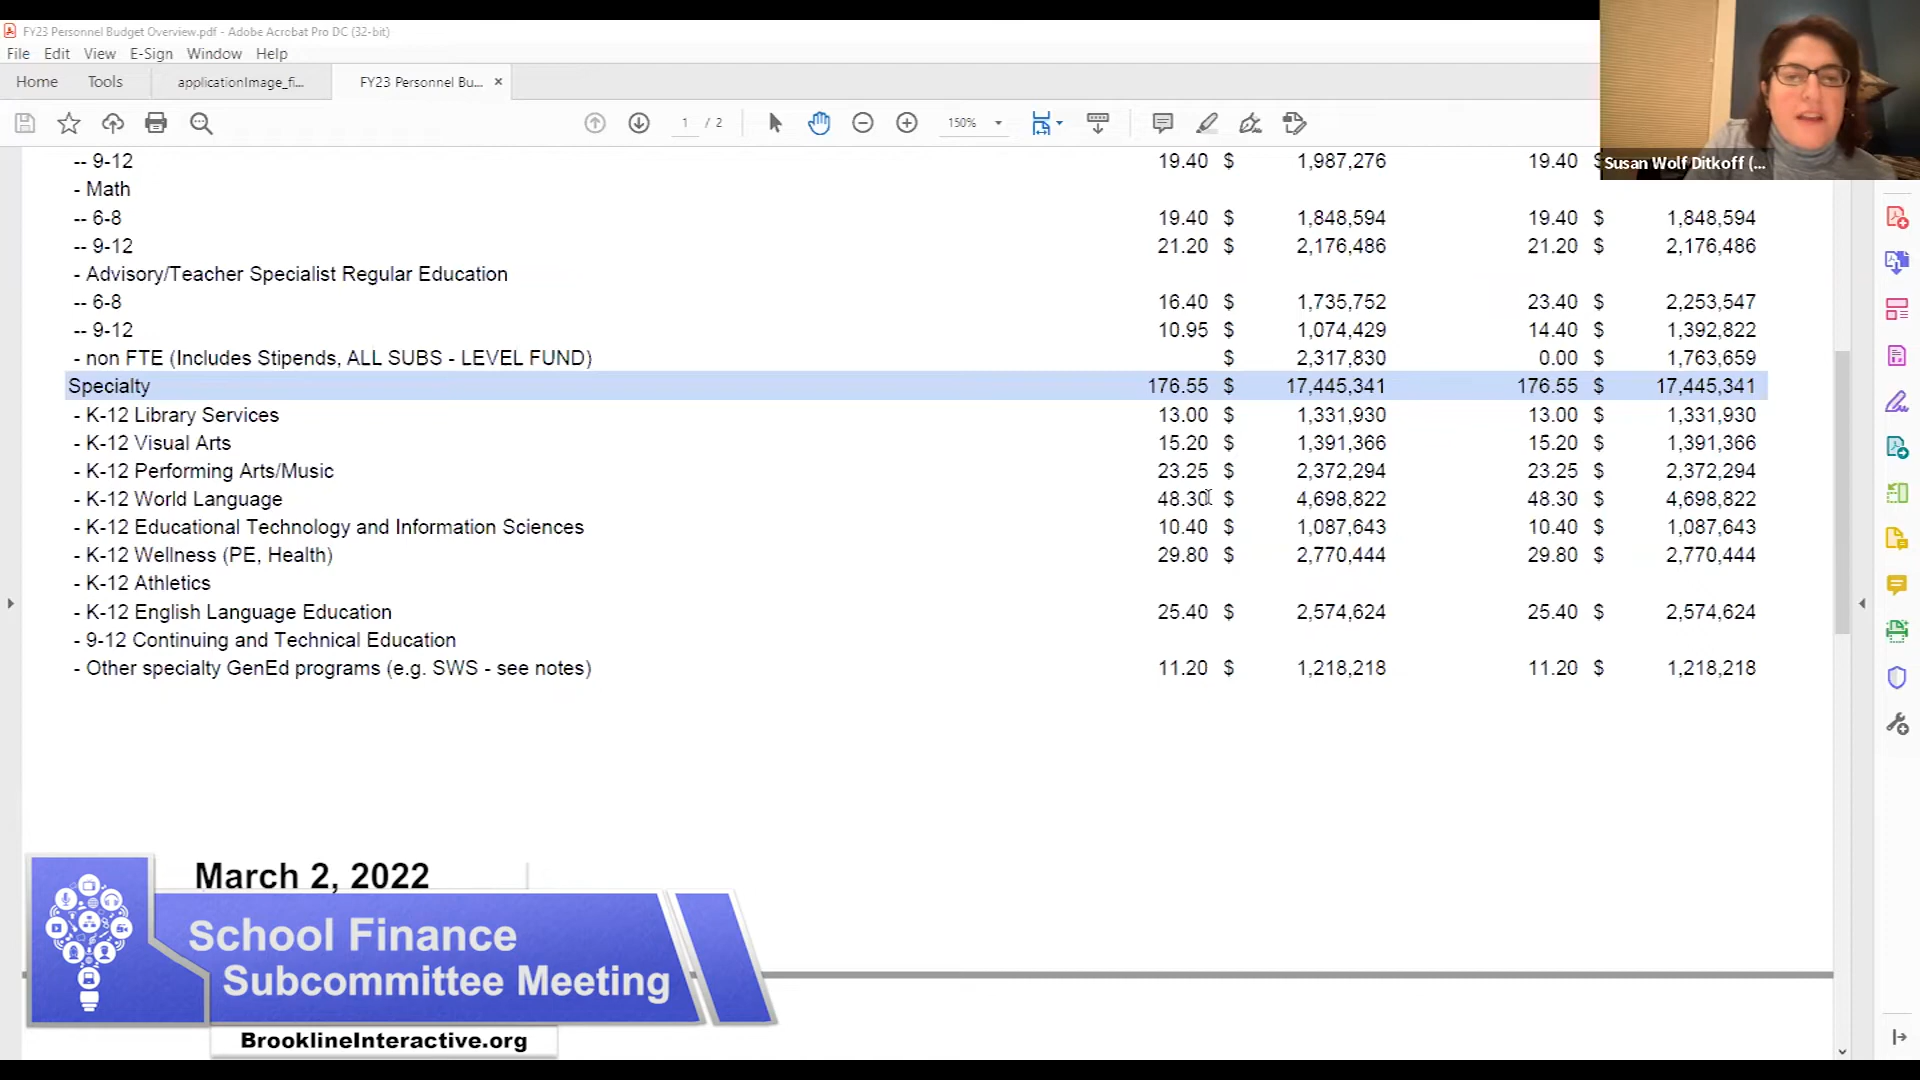 FY23 Personnel Budget Overview.pdf - Adobe Acrobat Pro DC (32-bit)
File Edit View E-Sign Window Help
Home Tools applicationImage_fi... FY23 Personnel Bu... ×
1 / 2 150%
-- 9-12 19.40 $ 1,987,276 19.40 $
- Math
-- 6-8 19.40 $ 1,848,594 19.40 $ 1,848,594
-- 9-12 21.20 $ 2,176,486 21.20 $ 2,176,486
- Advisory/Teacher Specialist Regular Education
-- 6-8 16.40 $ 1,735,752 23.40 $ 2,253,547
-- 9-12 10.95 $ 1,074,429 14.40 $ 1,392,822
- non FTE (Includes Stipends, ALL SUBS - LEVEL FUND) $ 2,317,830 0.00 $ 1,763,659
Specialty 176.55 $ 17,445,341 176.55 $ 17,445,341
- K-12 Library Services 13.00 $ 1,331,930 13.00 $ 1,331,930
- K-12 Visual Arts 15.20 $ 1,391,366 15.20 $ 1,391,366
- K-12 Performing Arts/Music 23.25 $ 2,372,294 23.25 $ 2,372,294
- K-12 World Language 48.30 $ 4,698,822 48.30 $ 4,698,822
- K-12 Educational Technology and Information Sciences 10.40 $ 1,087,643 10.40 $ 1,087,643
- K-12 Wellness (PE, Health) 29.80 $ 2,770,444 29.80 $ 2,770,444
- K-12 Athletics
- K-12 English Language Education 25.40 $ 2,574,624 25.40 $ 2,574,624
- 9-12 Continuing and Technical Education
- Other specialty GenEd programs (e.g. SWS - see notes) 11.20 $ 1,218,218 11.20 $ 1,218,218
Susan Wolf Ditkoff (...
March 2, 2022
School Finance
Subcommittee Meeting
BrooklineInteractive.org